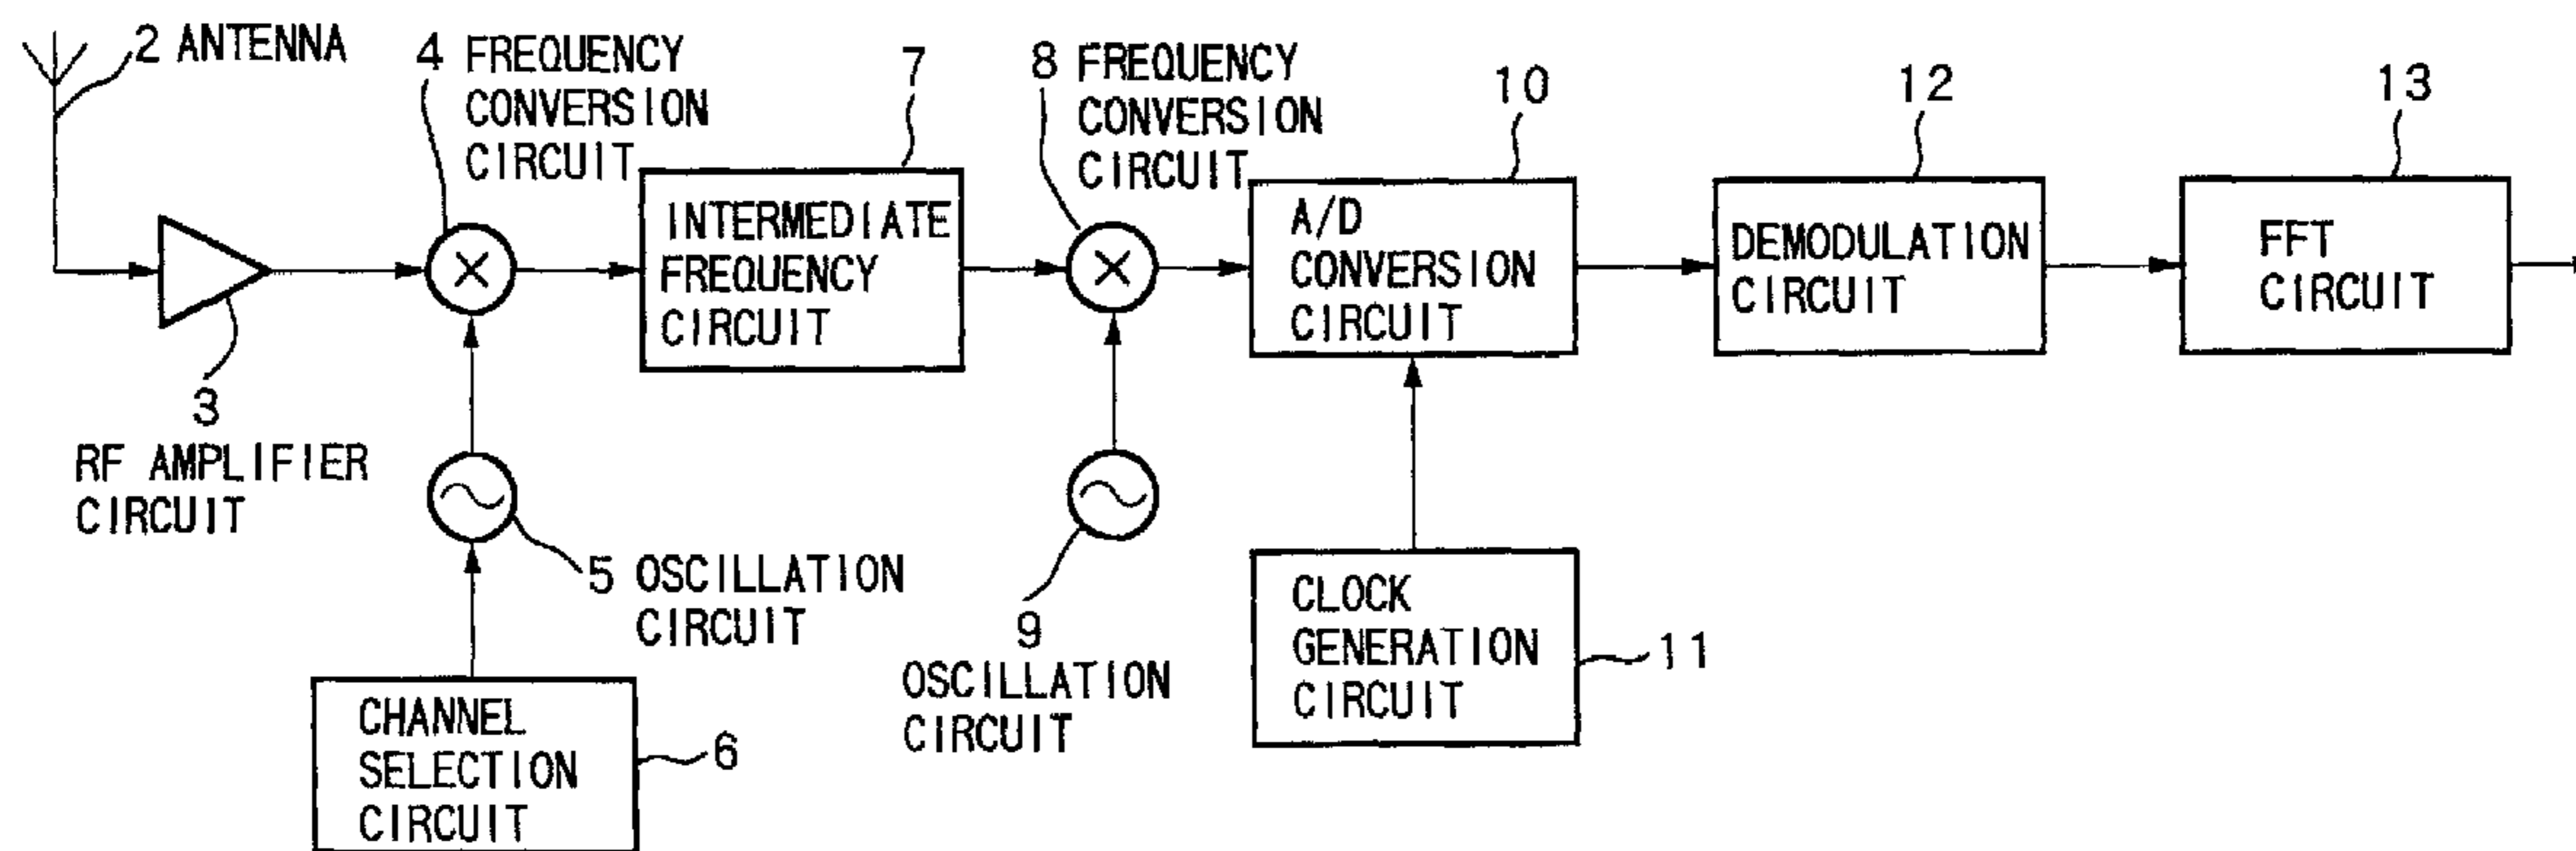 2 ANTENNA
4 FREQUENCY
CONVERSION
CIRCUIT
7
8 FREQUENCY
CONVERSION
CIRCUIT
10
12
13
INTERMEDIATE
FREQUENCY
CIRCUIT
A/D
CONVERSION
CIRCUIT
DEMODULATION
CIRCUIT
FFT
CIRCUIT
3
RF AMPLIFIER
CIRCUIT
5 OSCILLATION
CIRCUIT
9
OSCILLATION
CIRCUIT
CLOCK
GENERATION
CIRCUIT
11
CHANNEL
SELECTION
CIRCUIT
6